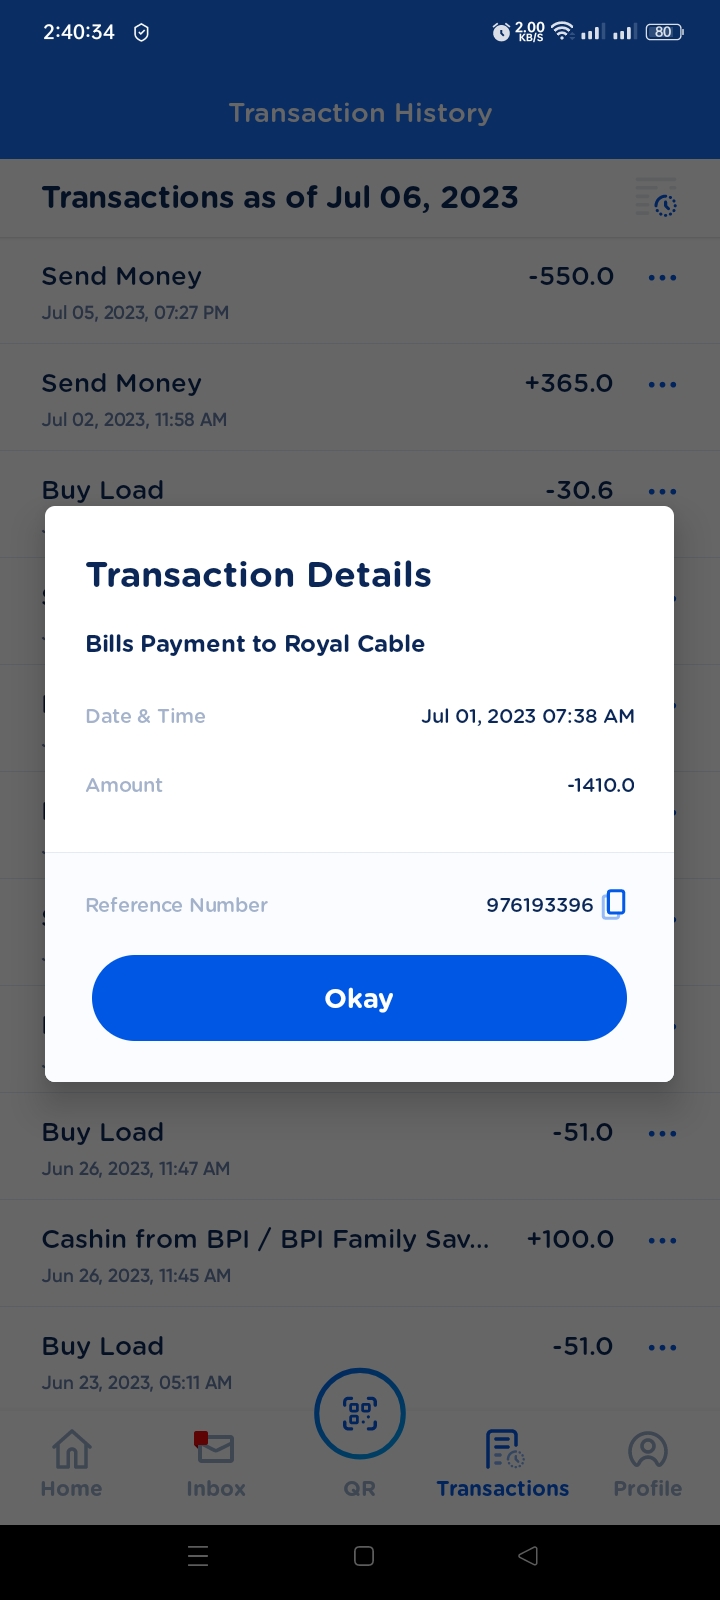 2:40:34
2.00
KB/S
80
Transaction History
Transactions as of Jul 06, 2023
Send Money -550.0
Jul 05, 2023, 07:27 PM
Send Money +365.0
Jul 02, 2023, 11:58 AM
Buy Load -30.6
Transaction Details
Bills Payment to Royal Cable
Date & Time Jul 01, 2023 07:38 AM
Amount -1410.0
Reference Number 976193396
Okay
Buy Load -51.0
Jun 26, 2023, 11:47 AM
Cashin from BPI / BPI Family Sav... +100.0
Jun 26, 2023, 11:45 AM
Buy Load -51.0
Jun 23, 2023, 05:11 AM
Home Inbox QR Transactions Profile